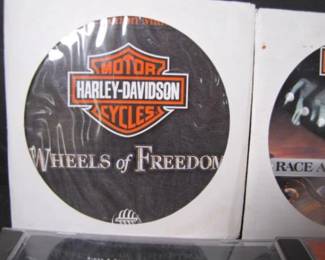 MOTOR
HARLEY-DAVIDSON
CYCLES
WHEELS of FREEDOM
RACE A